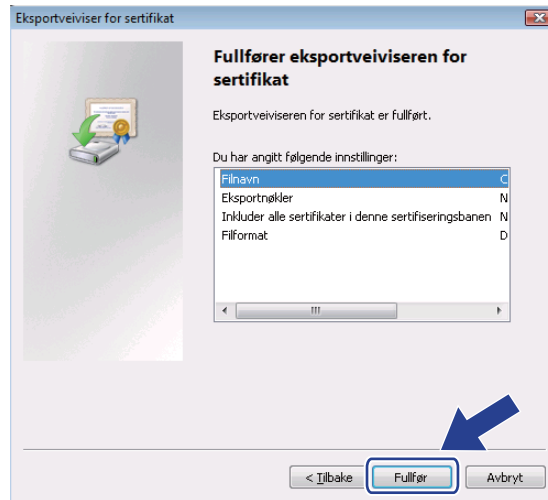 Eksportveiviser for sertifikat
Fullfører eksportveiviseren for
sertifikat
Eksportveiviseren for sertifikat er fullført.
Du har angitt følgende innstillinger:
Filnavn C
Eksportnøkler N
Inkluder alle sertifikater i denne sertifiseringsbanen N
Filformat D
< Tilbake Fullfør Avbryt